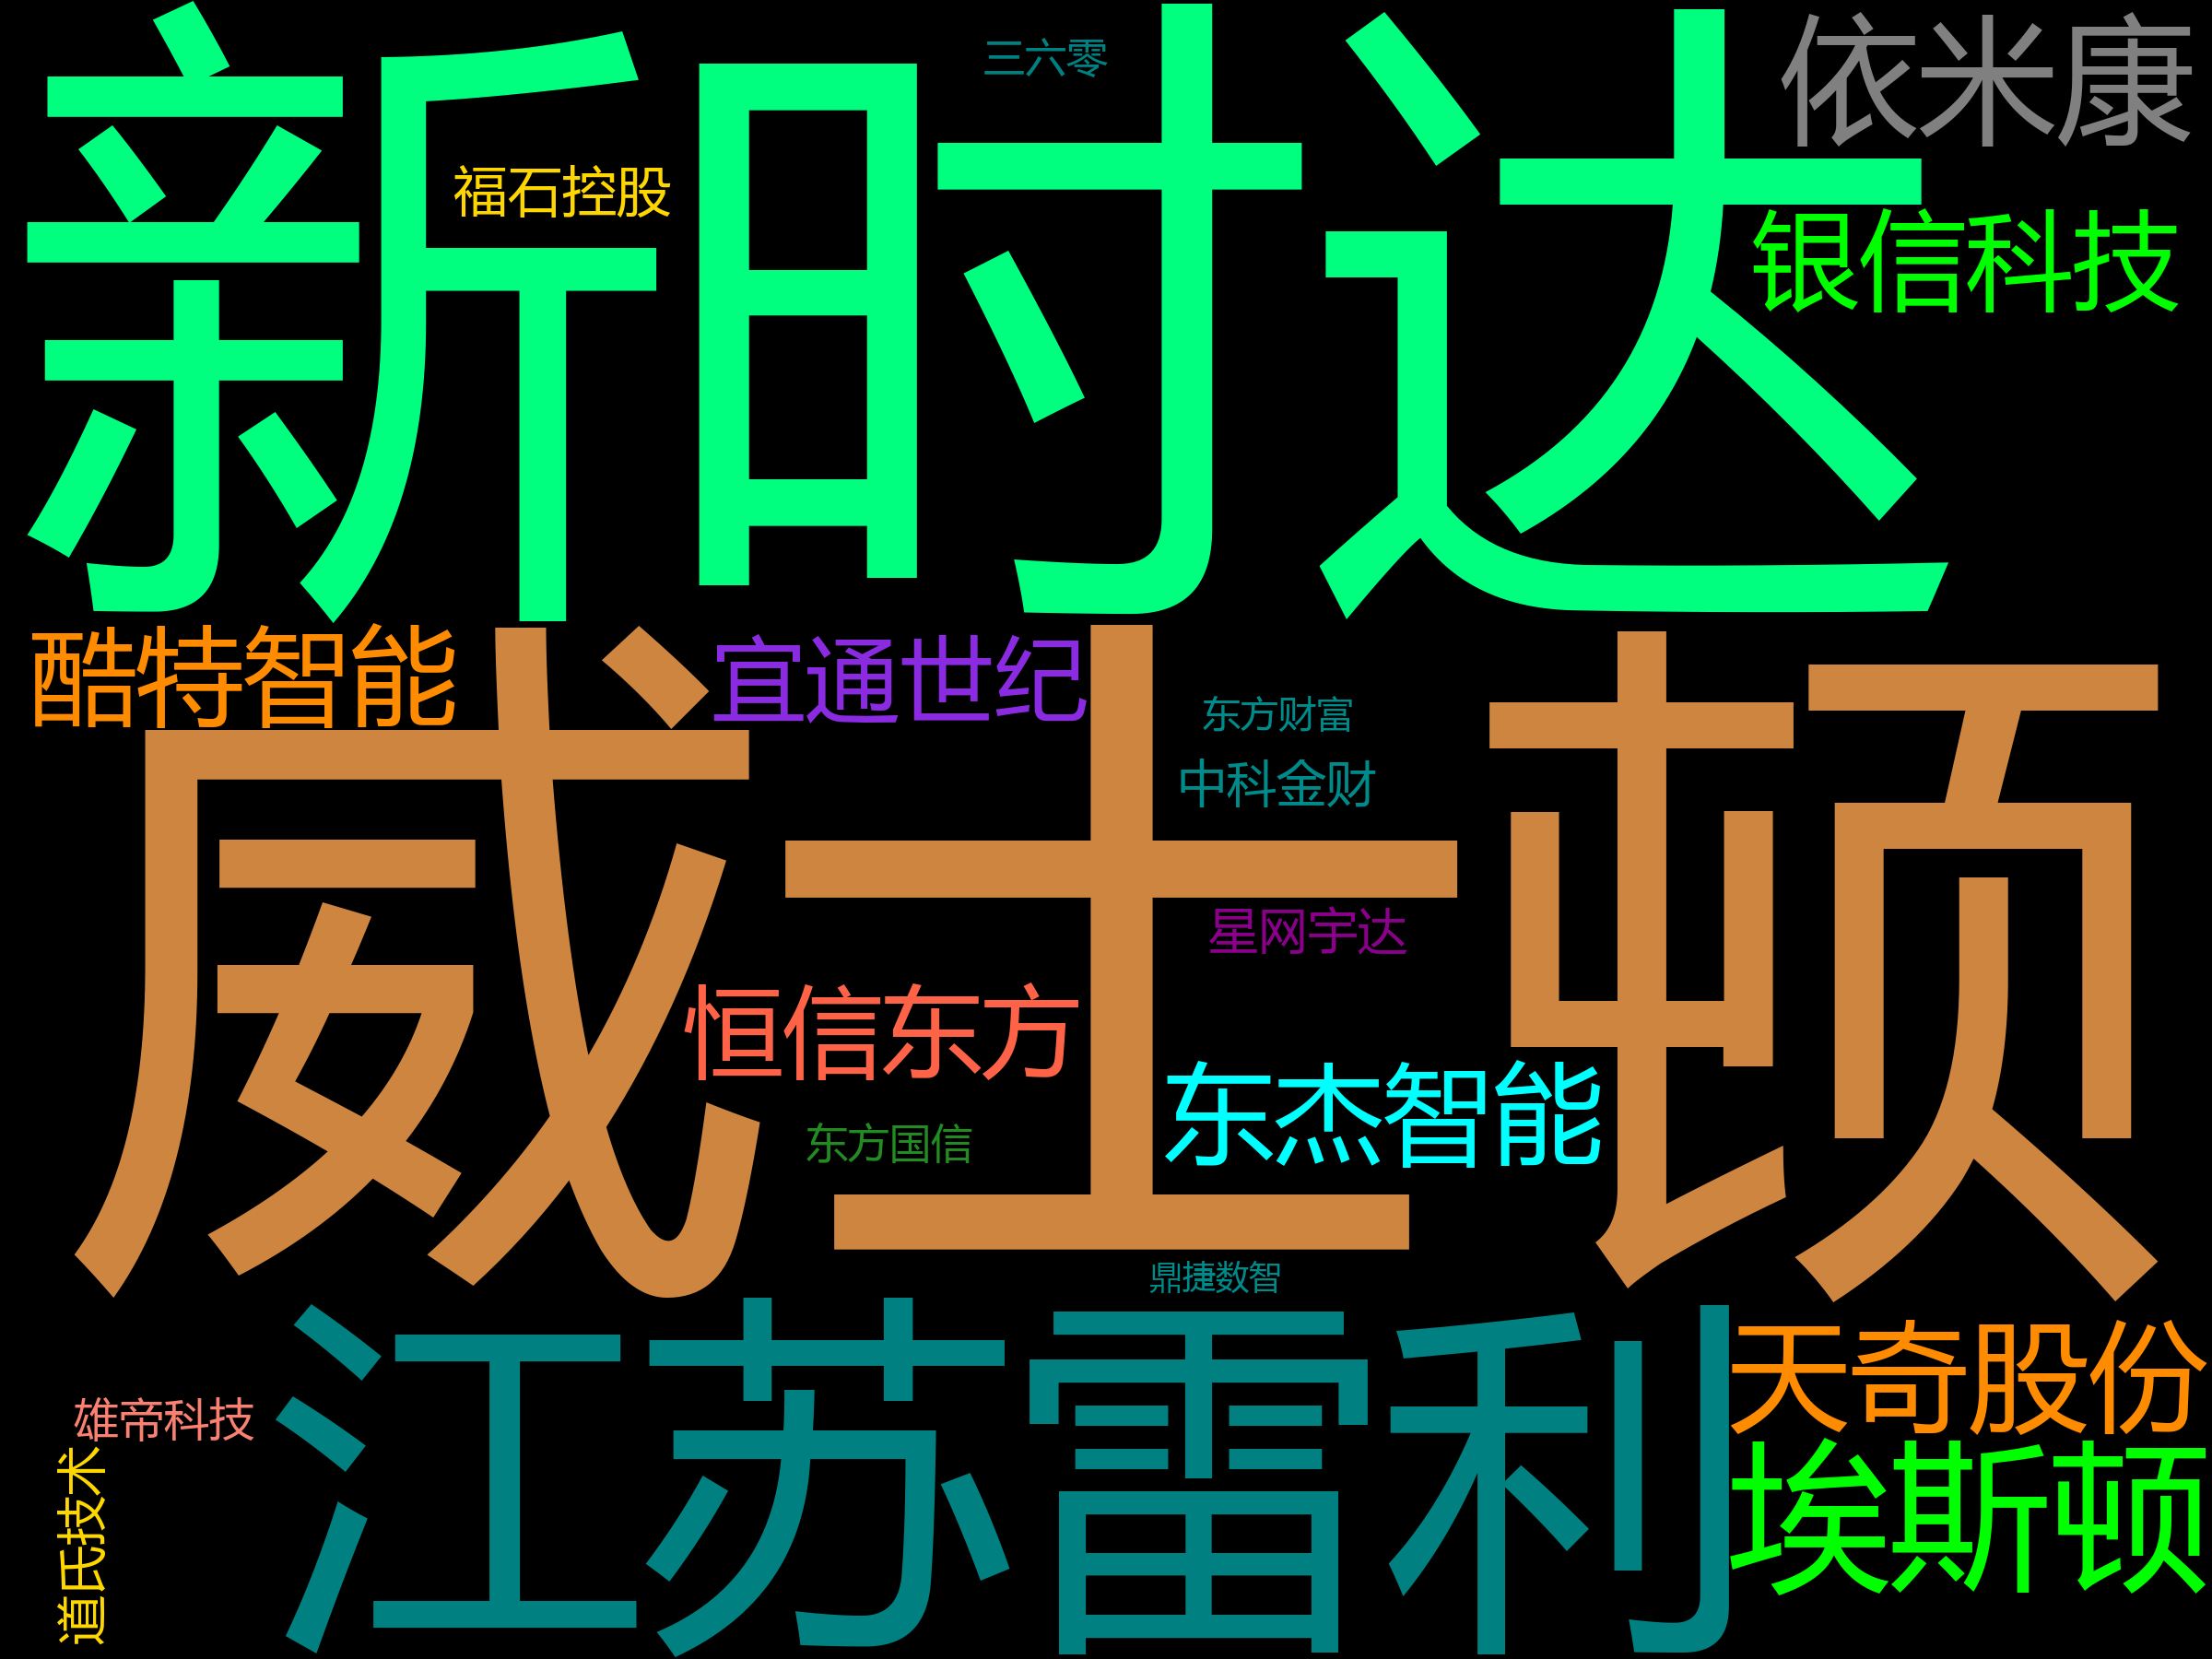 新时达
三六零
依米康
福石控股
银信科技
酷特智能
宜通世纪
东方财富
中科金财
威士顿
星网宇达
恒信东方
东杰智能
东方国信
鼎捷数智
江苏雷利
天奇股份
雄帝科技
埃斯顿
道氏技术